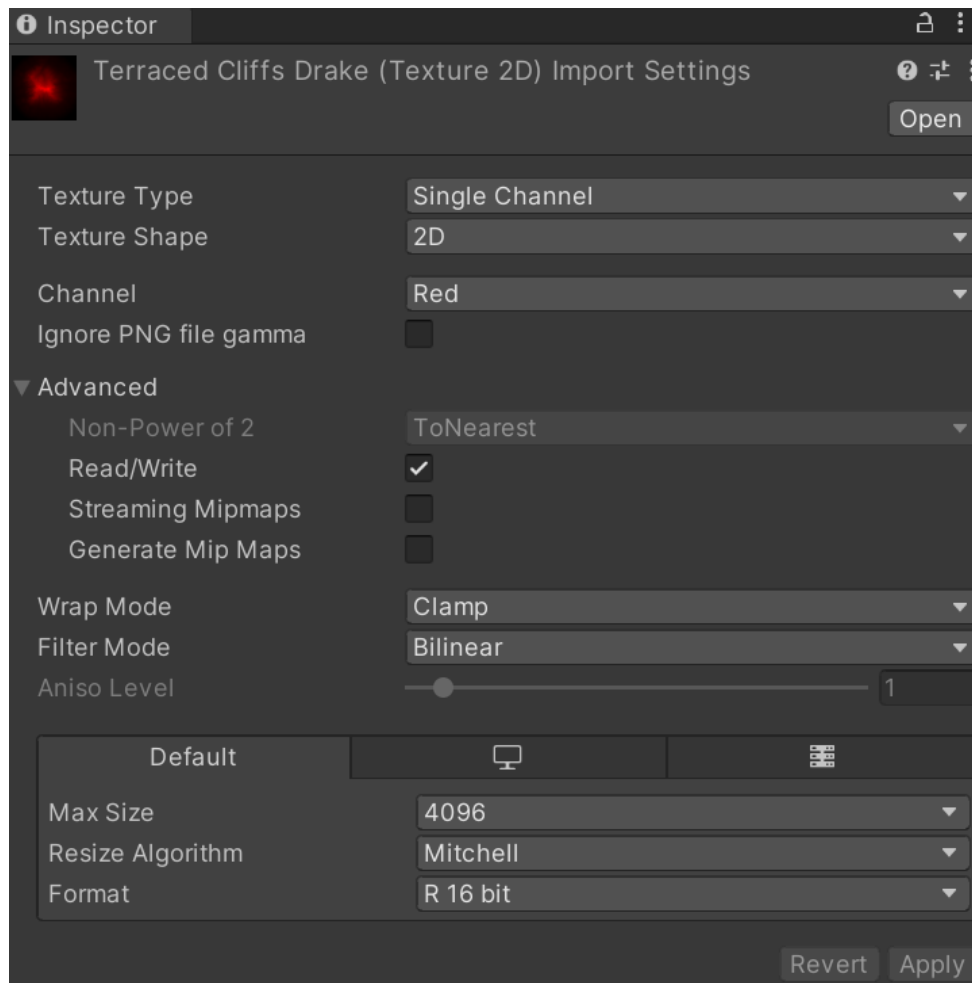 Inspector
Terraced Cliffs Drake (Texture 2D) Import Settings
Open
Texture Type Single Channel
Texture Shape 2D
Channel Red
Ignore PNG file gamma
Advanced
Non-Power of 2 ToNearest
Read/Write
Streaming Mipmaps
Generate Mip Maps
Wrap Mode Clamp
Filter Mode Bilinear
Aniso Level 1
Default
Max Size 4096
Resize Algorithm Mitchell
Format R 16 bit
Revert Apply